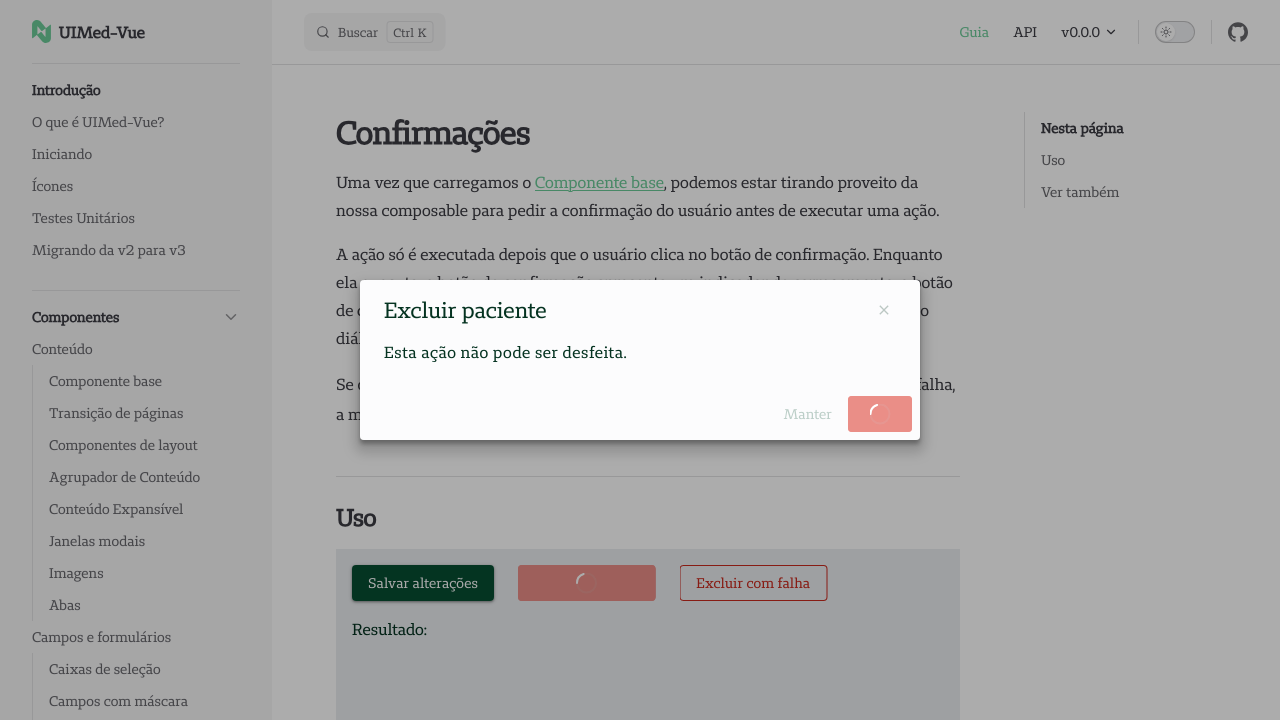 UIMed-Vue
Buscar
Ctrl K
Guia
API
v0.0.0
Introdução
O que é UIMed-Vue?
Iniciando
Ícones
Testes Unitários
Migrando da v2 para v3
Componentes
Conteúdo
Componente base
Transição de páginas
Componentes de layout
Agrupador de Conteúdo
Conteúdo Expansível
Janelas modais
Imagens
Abas
Campos e formulários
Caixas de seleção
Campos com máscara
Confirmações
Uma vez que carregamos o Componente base, podemos estar tirando proveito da
nossa composable para pedir a confirmação do usuário antes de executar uma ação.
A ação só é executada depois que o usuário clica no botão de confirmação. Enquanto
ela
botão
de
o
Se
falha,
Excluir paciente
Esta ação não pode ser desfeita.
Manter
Uso
Salvar alterações
Excluir com falha
Resultado:
Nesta página
Uso
Ver também